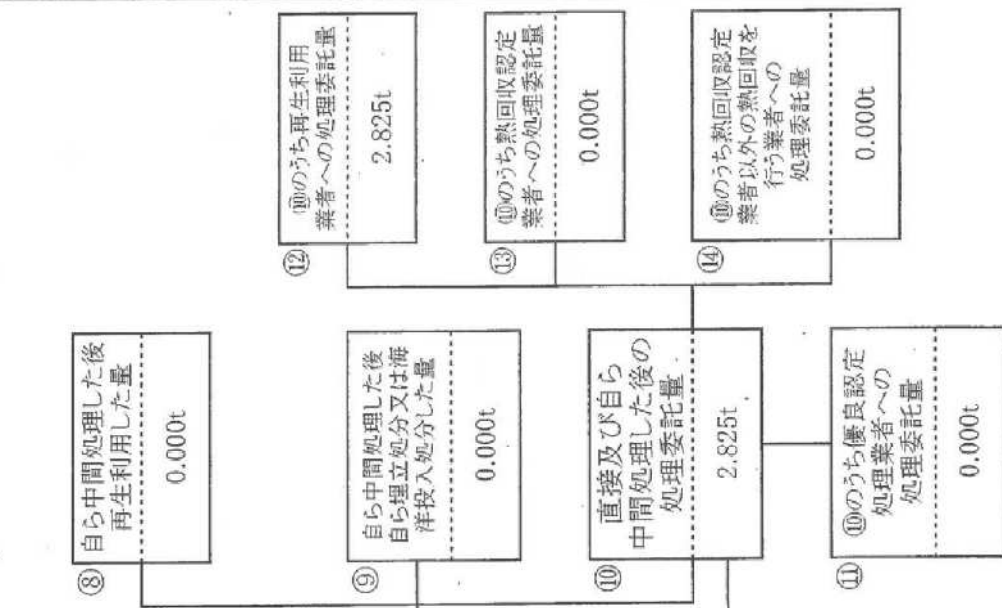 ⑧
自ら中間処理した後
再生利用した量
0.000t
⑨
自ら中間処理した後
自ら埋立処分又は海
洋投入処分した量
0.000t
⑩
直接及び自ら
中間処理した後の
処理委託量
2.825t
⑪
⑩のうち優良認定
処理業者への
処理委託量
0.000t
⑫
⑩のうち再生利用
業者への処理委託量
2.825t
⑬
⑩のうち熱回収認定
業者への処理委託量
0.000t
⑭
⑩のうち熱回収認定
業者以外の熱回収を
行う業者への
処理委託量
0.000t